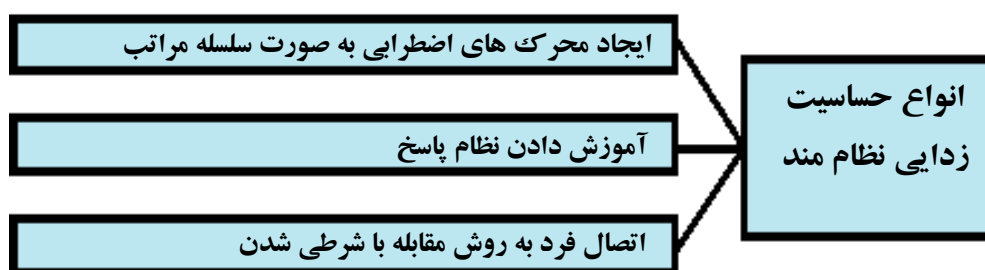 انواع حساسیت
زدایی نظام مند
ایجاد محرک های اضطرابی به صورت سلسله مراتب
آموزش دادن نظام پاسخ
اتصال فرد به روش مقابله با شرطی شدن